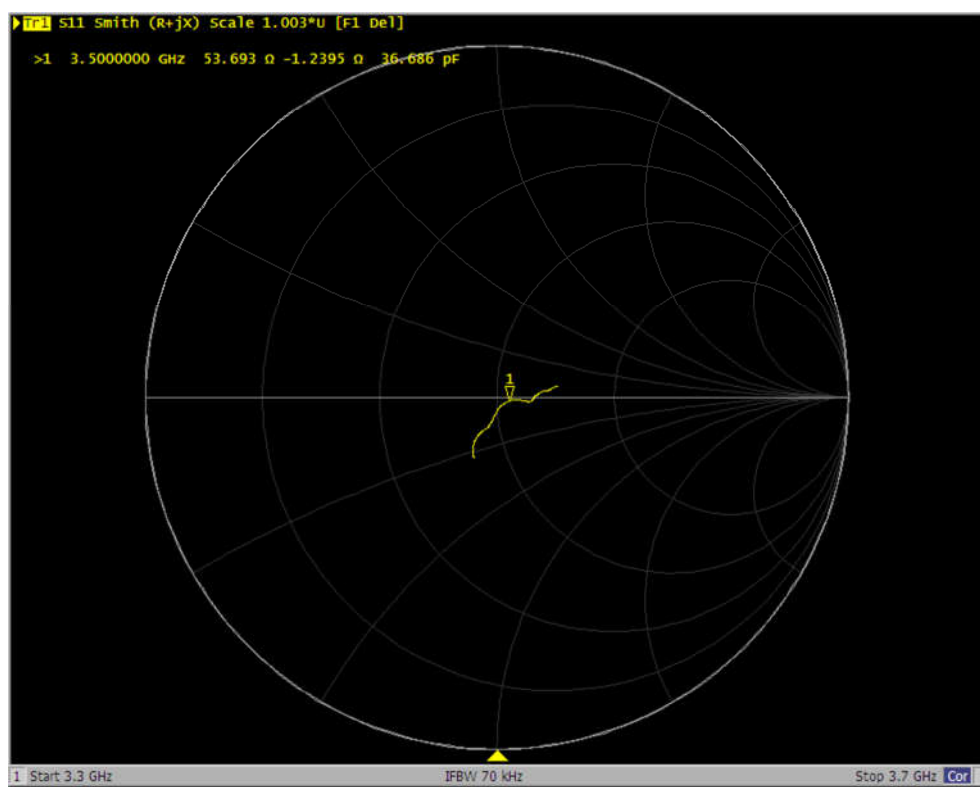 Tr1 S11 Smith (R+jX) Scale 1.003*U [F1 Del]
>1 3.5000000 GHz 53.693 Ω -1.2395 Ω 36.686 pF
1
1 Start 3.3 GHz IFBW 70 kHz Stop 3.7 GHz Cor